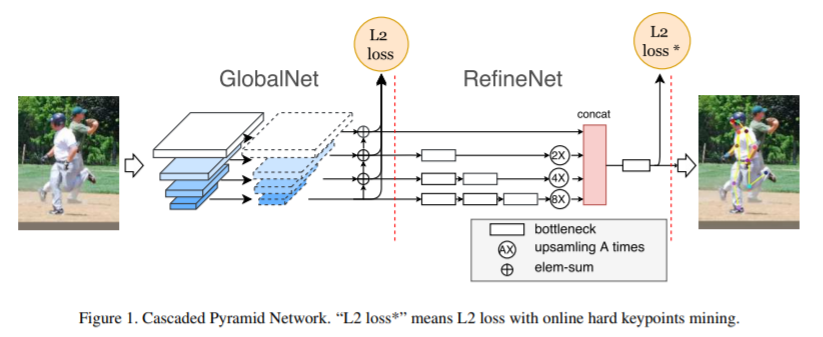 L2
loss
L2
loss *
GlobalNet
RefineNet
concat
2X
4X
8X
bottleneck
AX
upsamling A times
elem-sum
Figure 1. Cascaded Pyramid Network. “L2 loss*” means L2 loss with online hard keypoints mining.